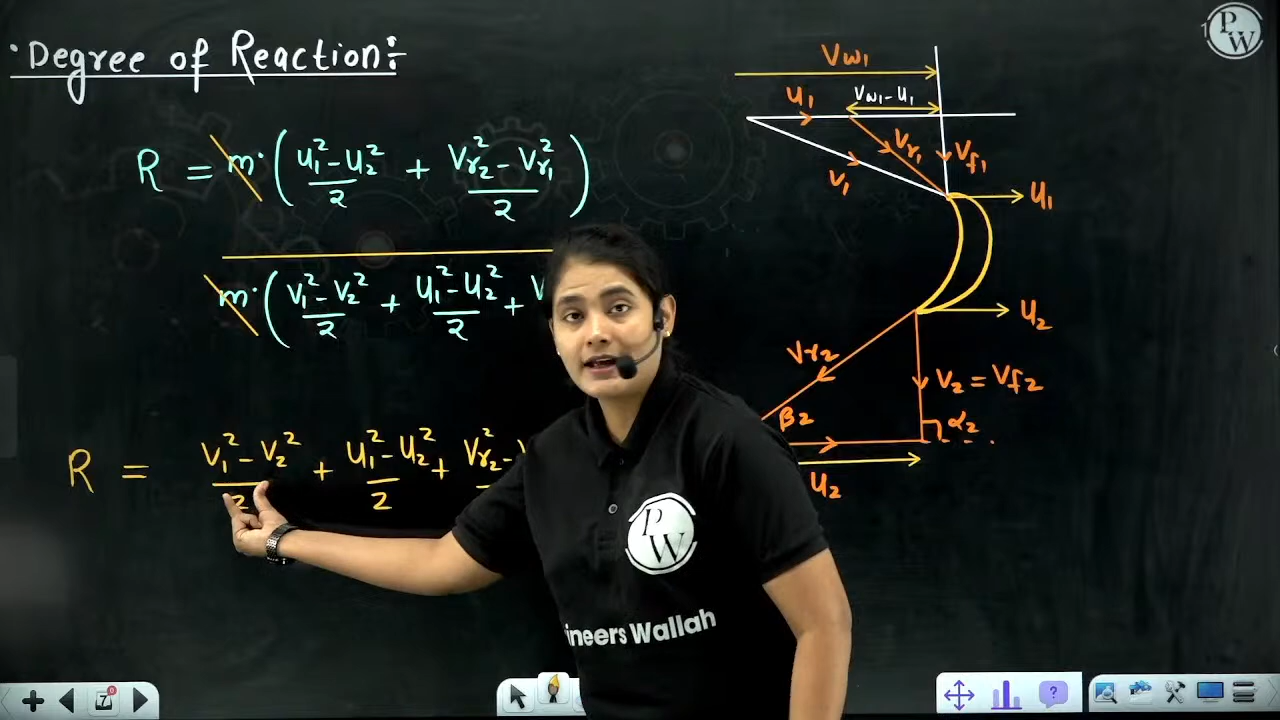 · Degree of Reaction:-
R = ṁ ( (u₁² - u₂²)/2 + (Vr₂² - Vr₁²)/2 )
ṁ ( (V₁² - V₂²)/2 + (u₁² - u₂²)/2 + V
R = (V₁² - V₂²)/2 + (u₁² - u₂²)/2 + Vr₂² -
Vw₁
u₁
Vw₁ - u₁
Vr₁
Vf₁
V₁
u₁
u₂
Vr₂
V₂ = Vf₂
β₂
α₂
u₂
PW
PW
ineers Wallah
7